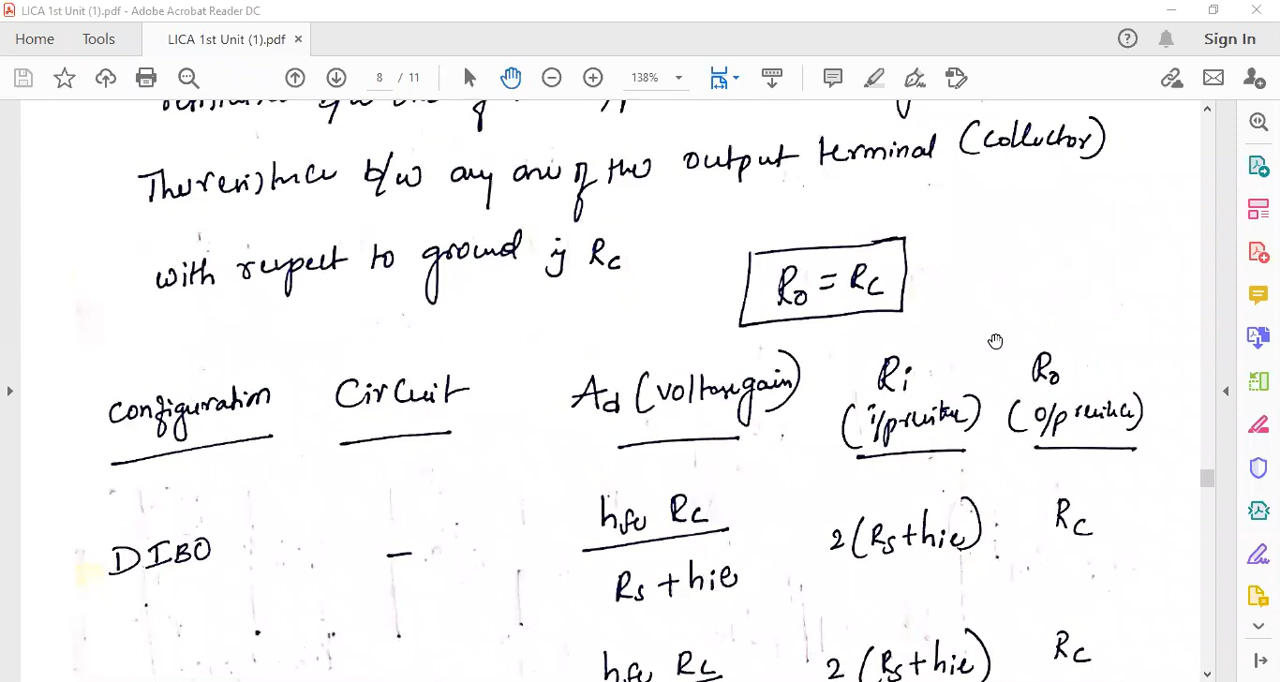 LICA 1st Unit (1).pdf - Adobe Acrobat Reader DC
Home Tools LICA 1st Unit (1).pdf × Sign In
8 / 11 138%
The resistance b/w any one of the output terminal (collector)
with respect to ground is Rc
Ro = Rc
Configuration Circuit Ad (voltage gain) Ri Ro
(i/p resistance) (o/p resistance)
DIBO — hfe Rc 2(Rs + hie) Rc
Rs + hie
hfe Rc 2(Rs + hie) Rc